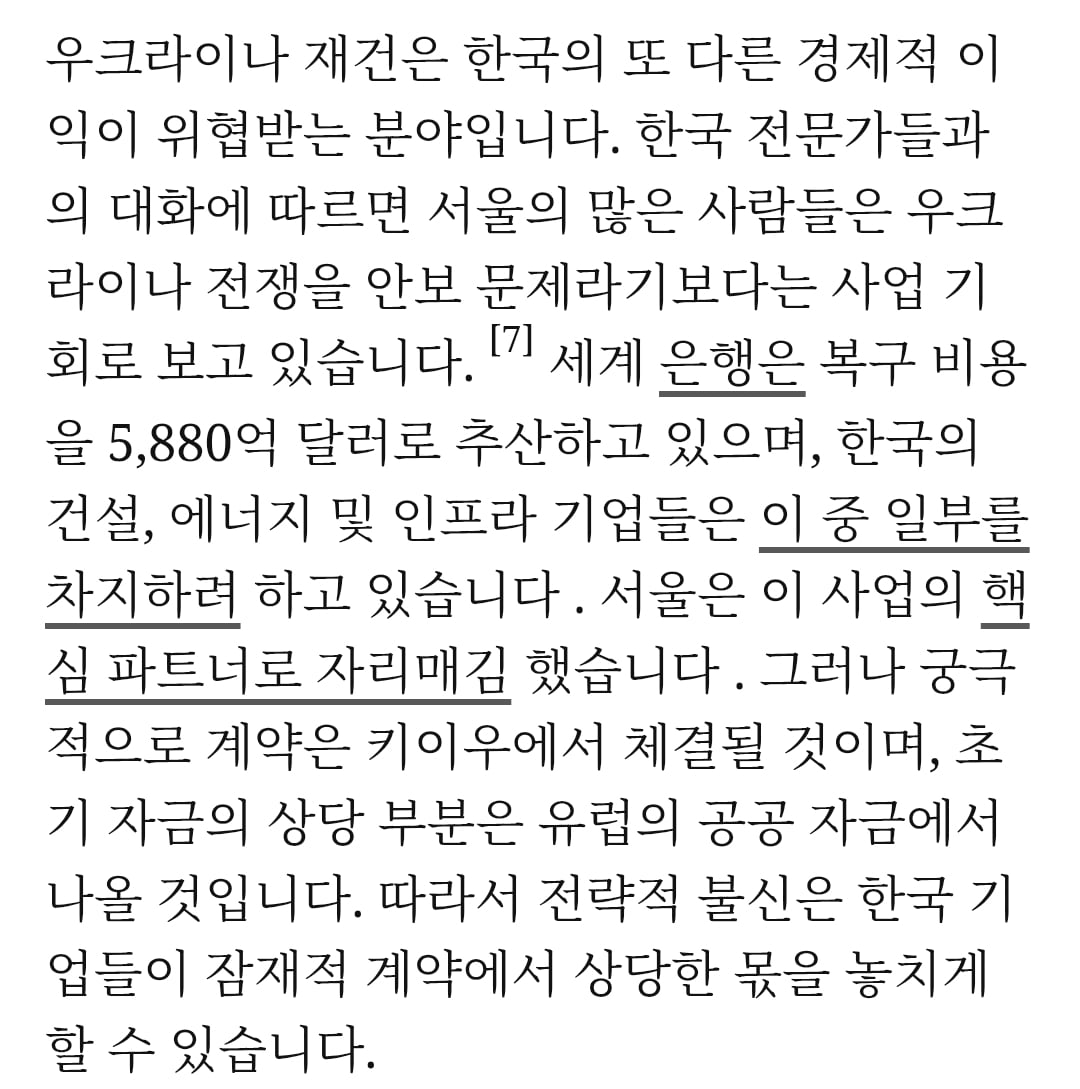 우크라이나 재건은 한국의 또 다른 경제적 이
익이 위협받는 분야입니다. 한국 전문가들과
의 대화에 따르면 서울의 많은 사람들은 우크
라이나 전쟁을 안보 문제라기보다는 사업 기
회로 보고 있습니다. [7] 세계 은행은 복구 비용
을 5,880억 달러로 추산하고 있으며, 한국의
건설, 에너지 및 인프라 기업들은 이 중 일부를
차지하려 하고 있습니다 . 서울은 이 사업의 핵
심 파트너로 자리매김 했습니다 . 그러나 궁극
적으로 계약은 키이우에서 체결될 것이며, 초
기 자금의 상당 부분은 유럽의 공공 자금에서
나올 것입니다. 따라서 전략적 불신은 한국 기
업들이 잠재적 계약에서 상당한 몫을 놓치게
할 수 있습니다.